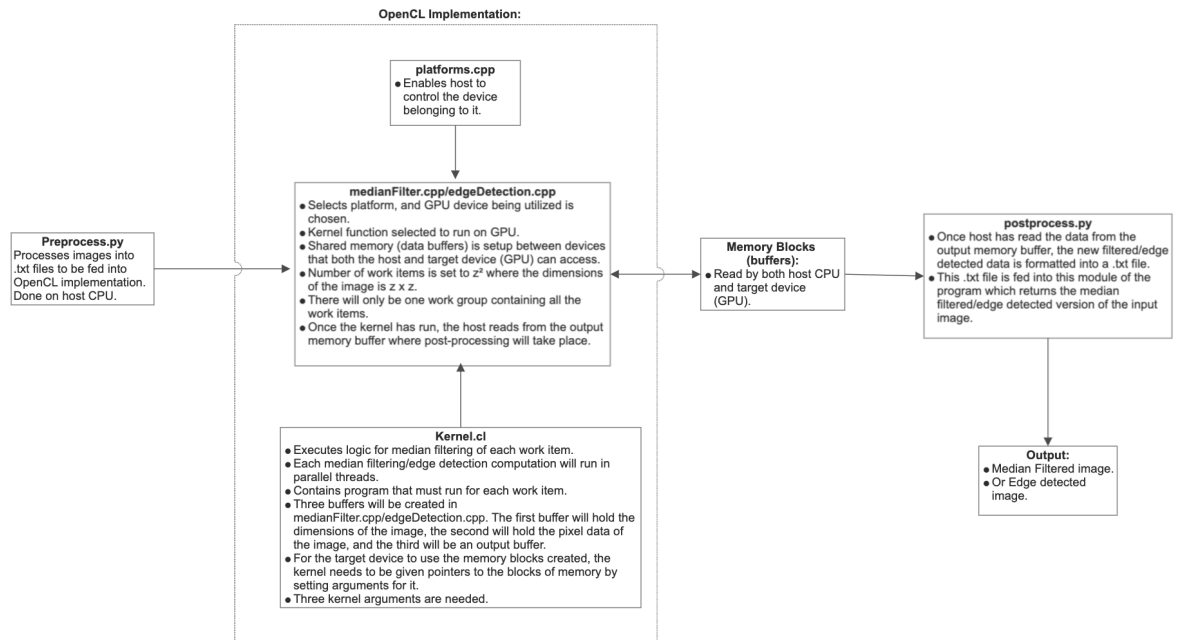 OpenCL Implementation:
platforms.cpp
● Enables host to
control the device
belonging to it.
medianFilter.cpp/edgeDetection.cpp
● Selects platform, and GPU device being utilized is
chosen.
● Kernel function selected to run on GPU.
● Shared memory (data buffers) is setup between devices
that both the host and target device (GPU) can access.
● Number of work items is set to z² where the dimensions
of the image is z x z.
● There will only be one work group containing all the
work items.
● Once the kernel has run, the host reads from the output
memory buffer where post-processing will take place.
Preprocess.py
Processes images into
.txt files to be fed into
OpenCL implementation.
Done on host CPU.
Memory Blocks
(buffers):
● Read by both host CPU
and target device
(GPU).
postprocess.py
● Once host has read the data from the
output memory buffer, the new filtered/edge
detected data is formatted into a .txt file.
● This .txt file is fed into this module of the
program which returns the median
filtered/edge detected version of the input
image.
Kernel.cl
● Executes logic for median filtering of each work item.
● Each median filtering/edge detection computation will run in
parallel threads.
● Contains program that must run for each work item.
● Three buffers will be created in
medianFilter.cpp/edgeDetection.cpp. The first buffer will hold the
dimensions of the image, the second will hold the pixel data of
the image, and the third will be an output buffer.
● For the target device to use the memory blocks created, the
kernel needs to be given pointers to the blocks of memory by
setting arguments for it.
● Three kernel arguments are needed.
Output:
● Median Filtered image.
● Or Edge detected
image.